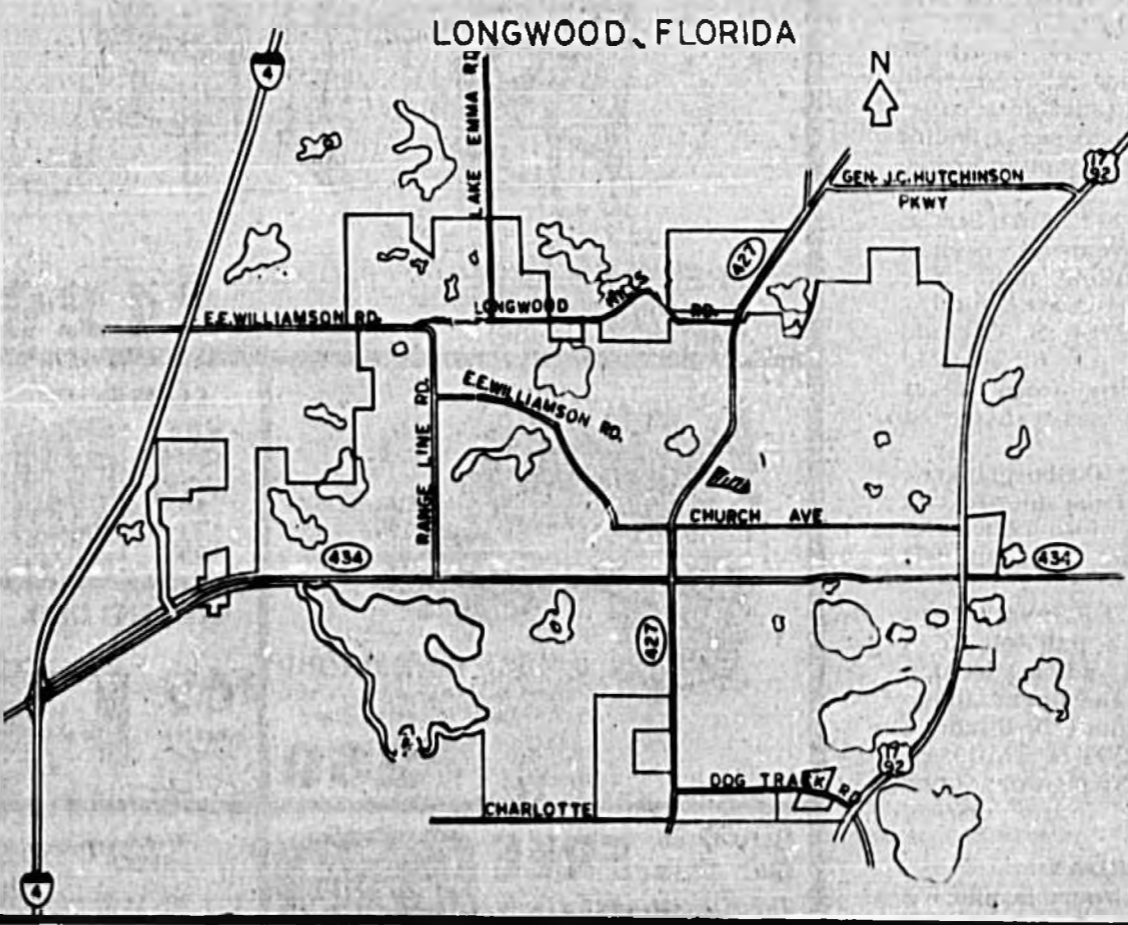 LONGWOOD, FLORIDA
4
LAKE EMMA RD.
N
17
92
GEN. J.C. HUTCHINSON
PKWY
427
E.E. WILLIAMSON RD.
LONGWOOD HILLS RD.
RANGE LINE RD.
E.E. WILLIAMSON RD.
CHURCH AVE
434
434
427
17
92
DOG TRACK RD
CHARLOTTE
4